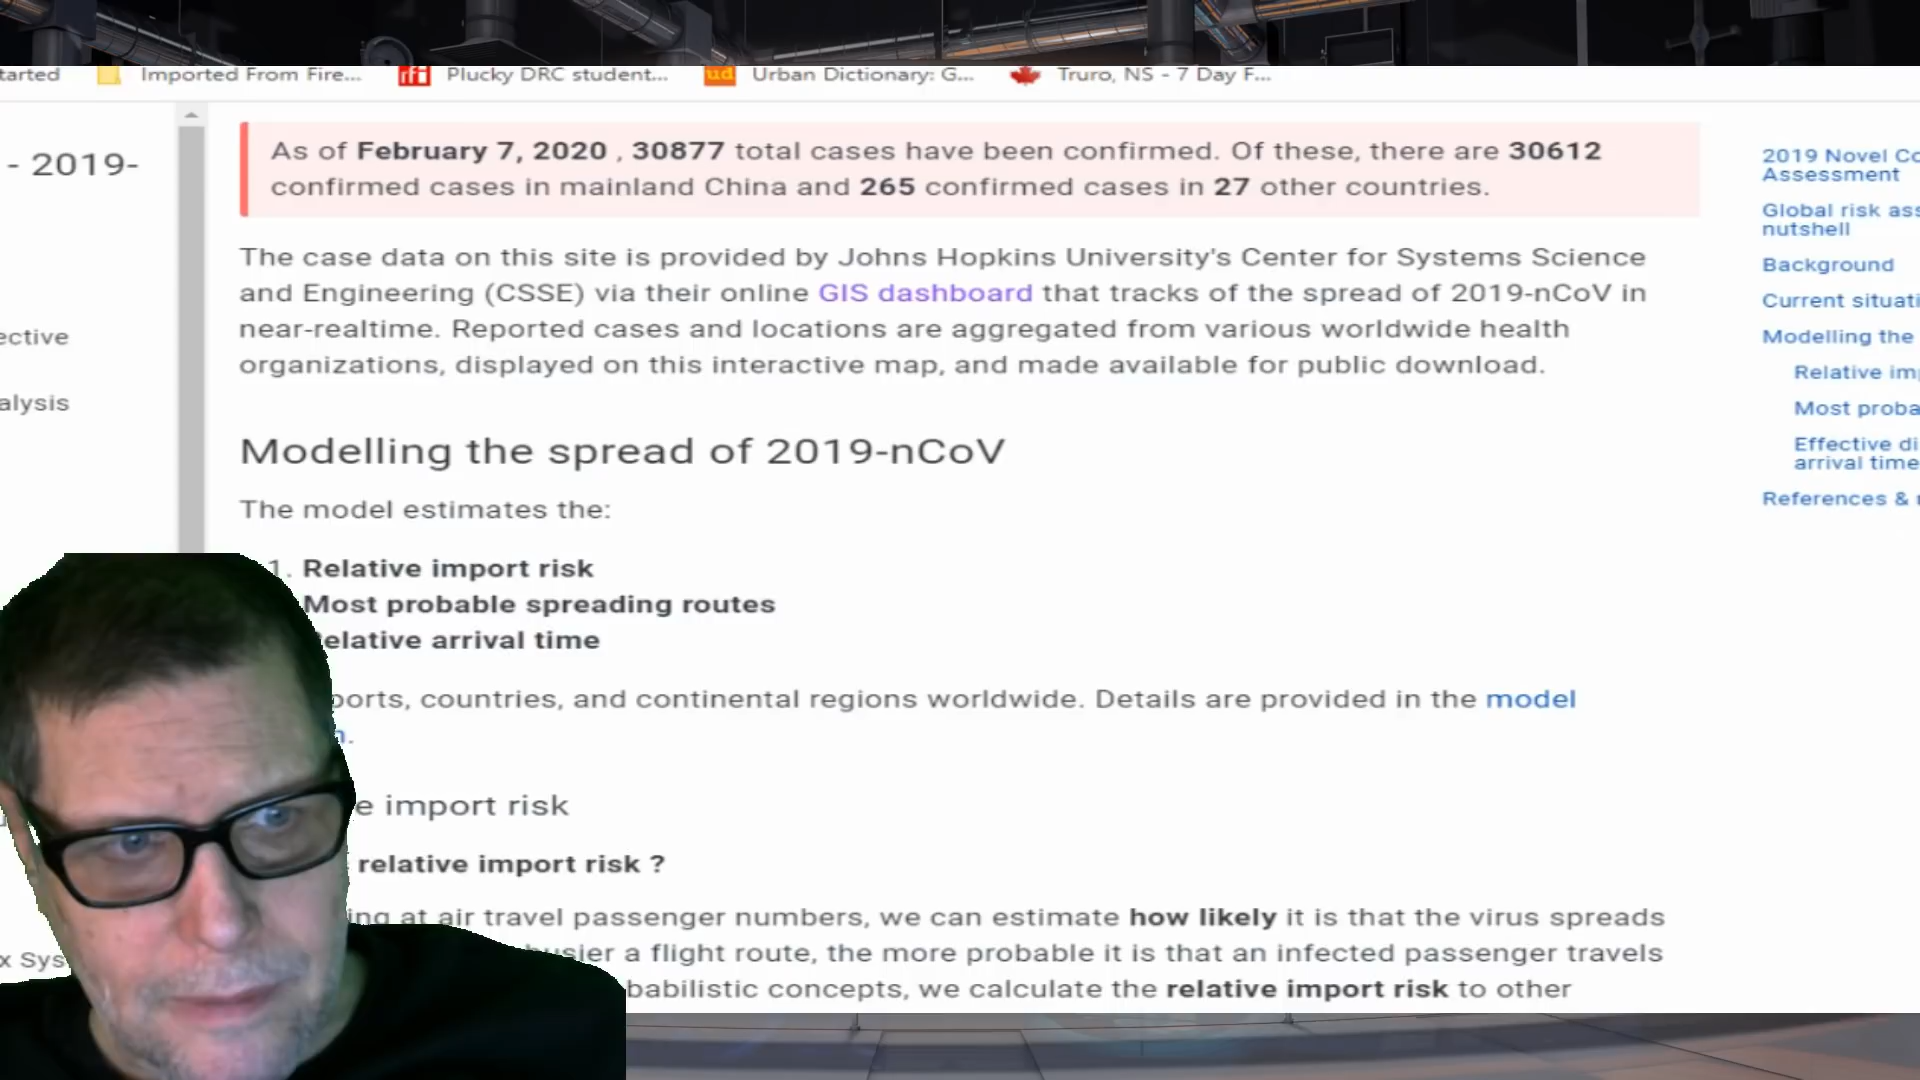 tarted Imported From Fire... rfi Plucky DRC student... ud Urban Dictionary: G... Truro, NS - 7 Day F...
- 2019-
ective
alysis
x Sys
As of February 7, 2020 , 30877 total cases have been confirmed. Of these, there are 30612
confirmed cases in mainland China and 265 confirmed cases in 27 other countries.
The case data on this site is provided by Johns Hopkins University's Center for Systems Science
and Engineering (CSSE) via their online GIS dashboard that tracks of the spread of 2019-nCoV in
near-realtime. Reported cases and locations are aggregated from various worldwide health
organizations, displayed on this interactive map, and made available for public download.
Modelling the spread of 2019-nCoV
The model estimates the:
1. Relative import risk
Most probable spreading routes
elative arrival time
ports, countries, and continental regions worldwide. Details are provided in the model
n.
e import risk
relative import risk ?
ing at air travel passenger numbers, we can estimate how likely it is that the virus spreads
busier a flight route, the more probable it is that an infected passenger travels
babilistic concepts, we calculate the relative import risk to other
2019 Novel Co
Assessment
Global risk ass
nutshell
Background
Current situati
Modelling the
Relative imp
Most proba
Effective di
arrival time
References & r